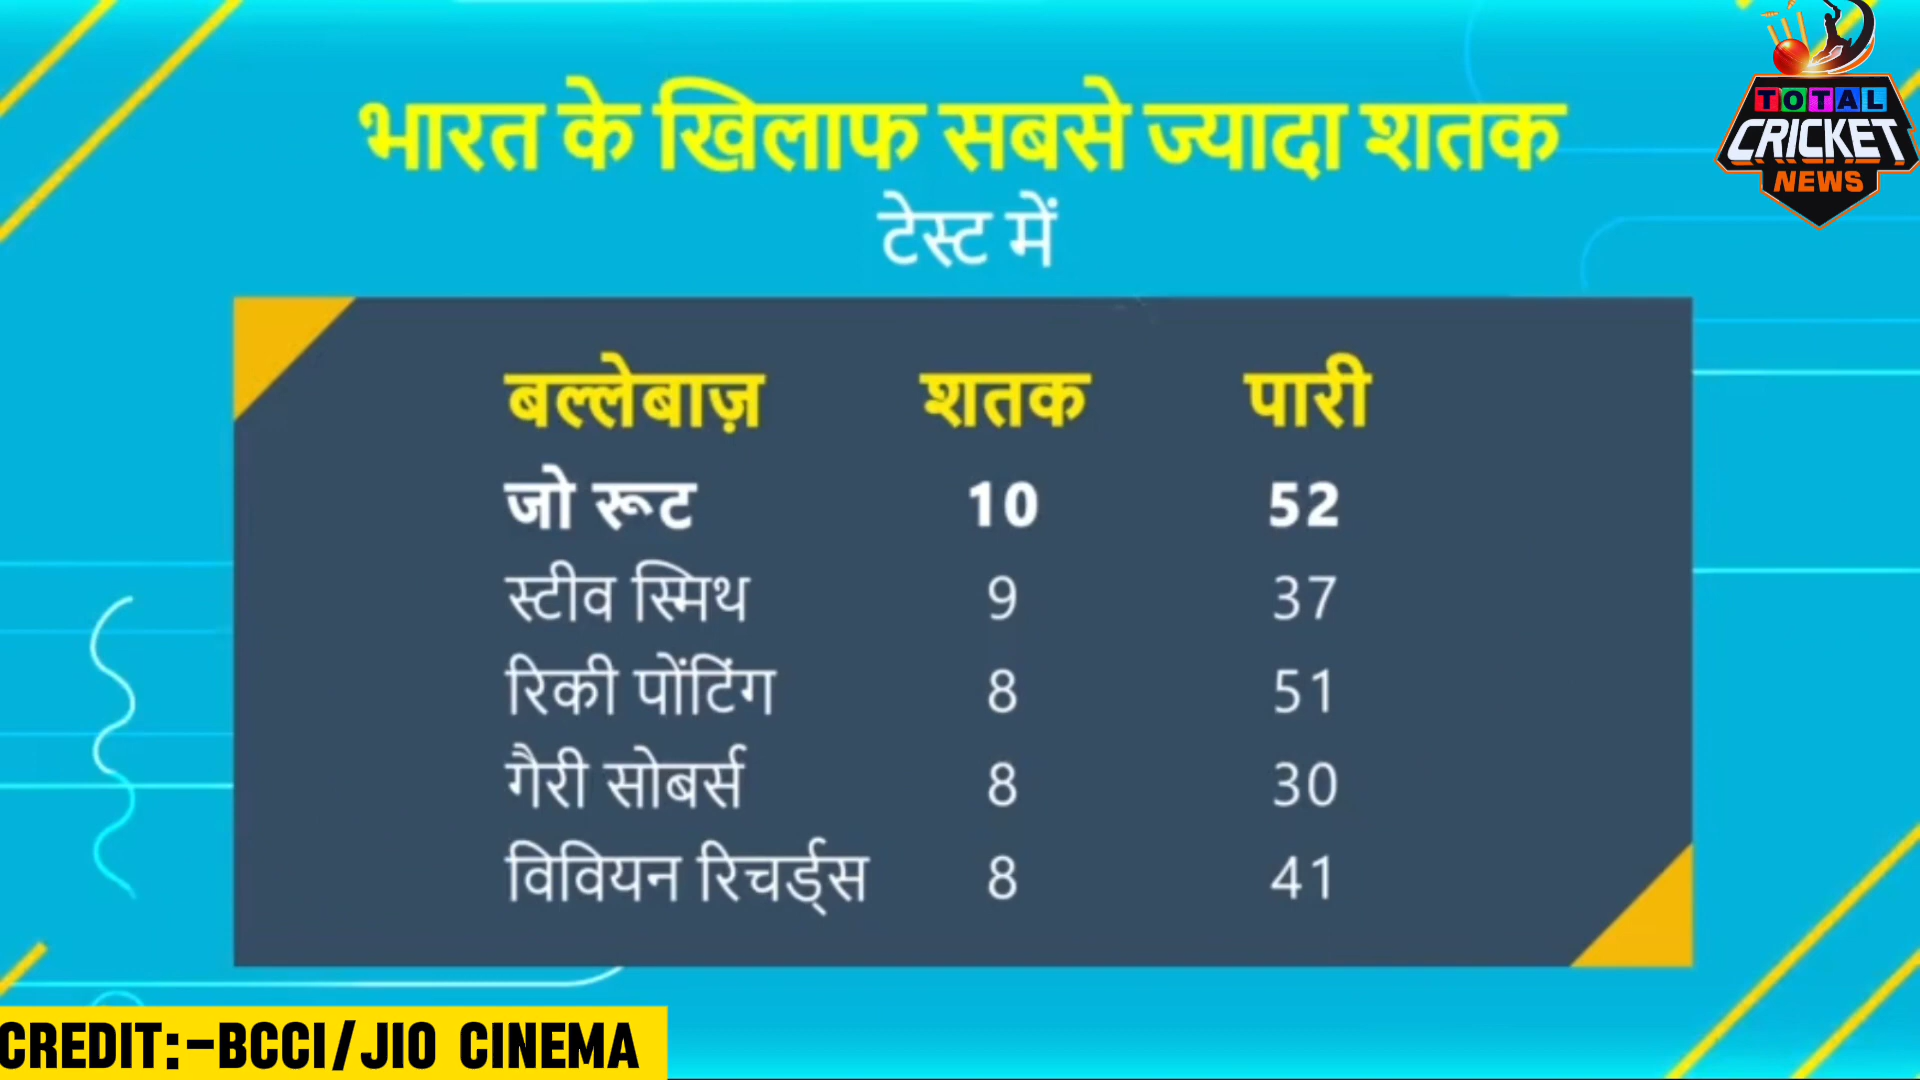 भारत के खिलाफ सबसे ज्यादा शतक
टेस्ट में
TOTAL
CRICKET
NEWS
बल्लेबाज़ शतक पारी
जो रूट 10 52
स्टीव स्मिथ 9 37
रिकी पोंटिंग 8 51
गैरी सोबर्स 8 30
विवियन रिचर्ड्स 8 41
CREDIT:-BCCI/JIO CINEMA